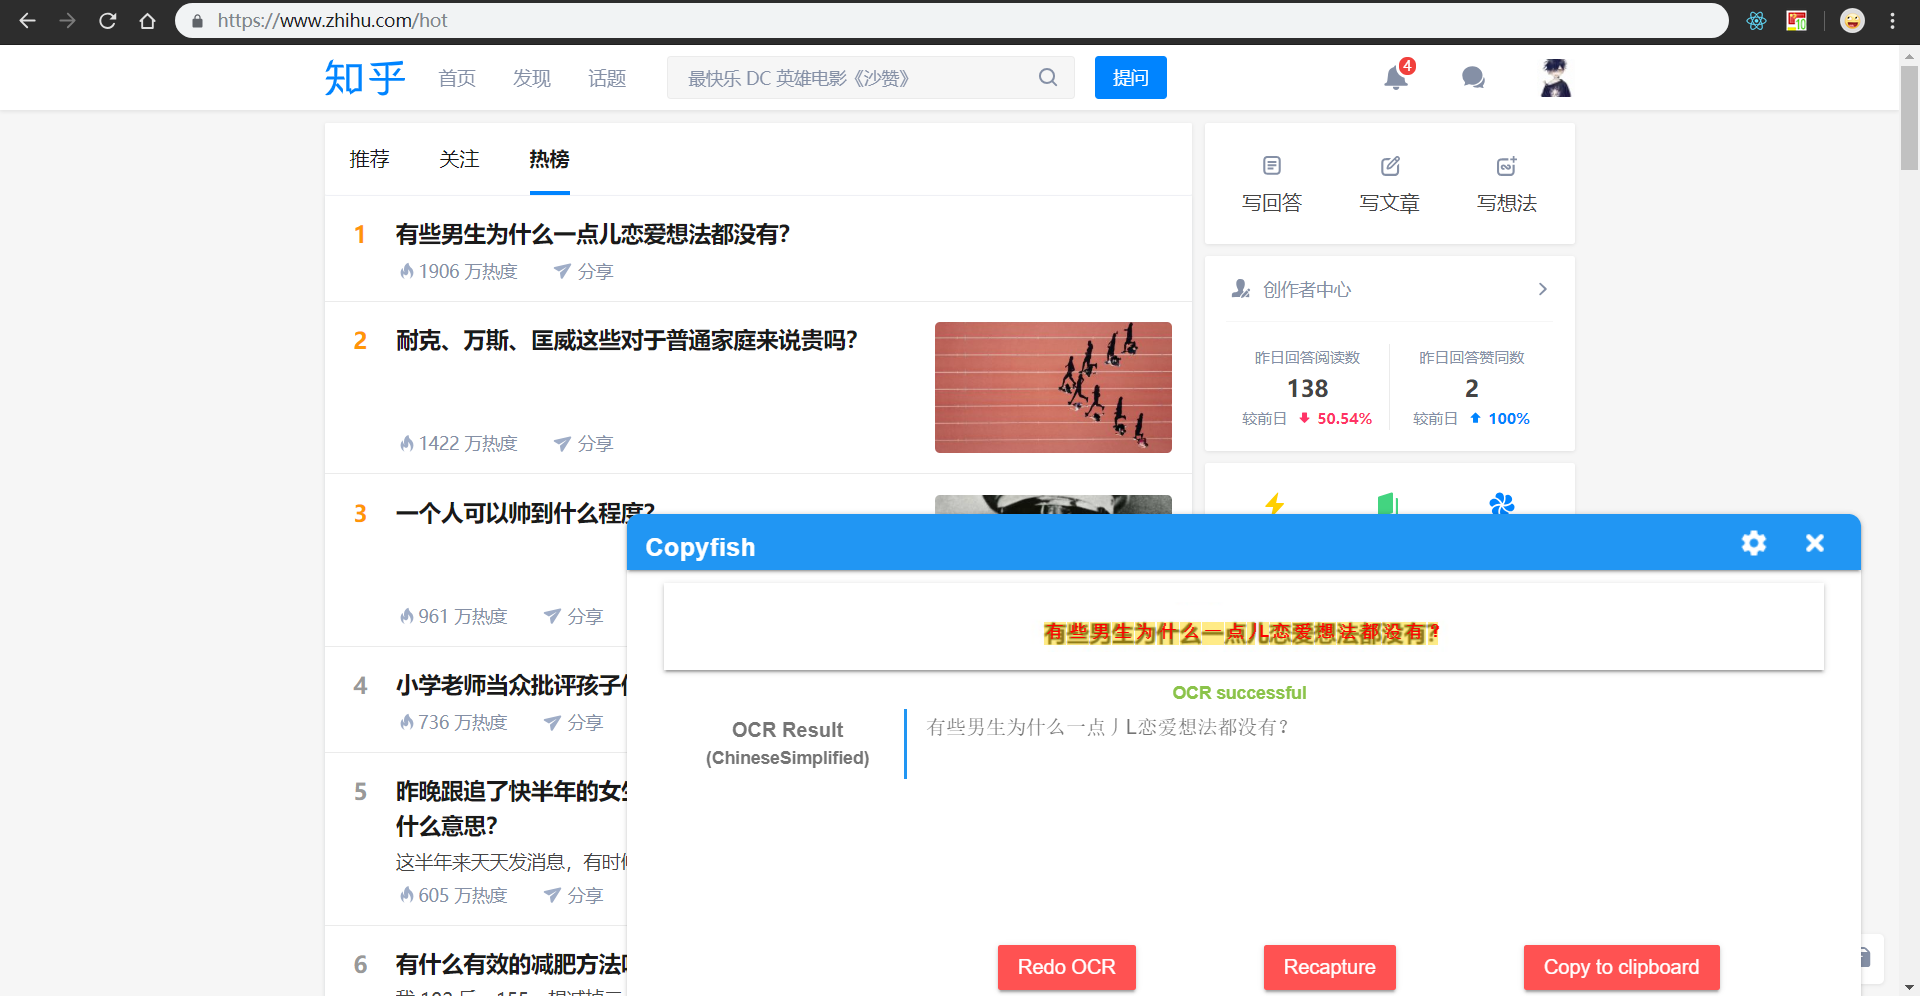 https://www.zhihu.com/hot
知乎 首页 发现 话题 最快乐 DC 英雄电影《沙赞》 提问 4
推荐 关注 热榜
1 有些男生为什么一点儿恋爱想法都没有？
1906 万热度 分享
2 耐克、万斯、匡威这些对于普通家庭来说贵吗？
1422 万热度 分享
3 一个人可以帅到什么程度？
961 万热度 分享
4 小学老师当众批评孩子
736 万热度 分享
5 昨晚跟追了快半年的女生
什么意思？
这半年来天天发消息，有时
605 万热度 分享
6 有什么有效的减肥方法
写回答 写文章 写想法
创作者中心
昨日回答阅读数 昨日回答赞同数
138 2
较前日 50.54% 较前日 100%
Copyfish
有些男生为什么一点儿恋爱想法都没有？
OCR successful
OCR Result
(ChineseSimplified)
有些男生为什么一点丿L恋爱想法都没有？
Redo OCR Recapture Copy to clipboard